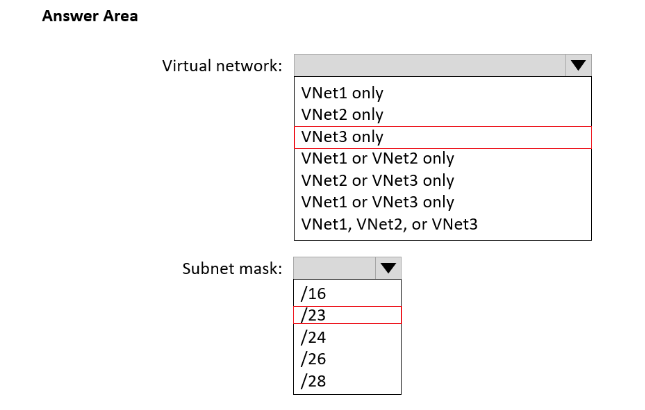 Answer Area
Virtual network:
VNet1 only
VNet2 only
VNet3 only
VNet1 or VNet2 only
VNet2 or VNet3 only
VNet1 or VNet3 only
VNet1, VNet2, or VNet3
Subnet mask:
/16
/23
/24
/26
/28